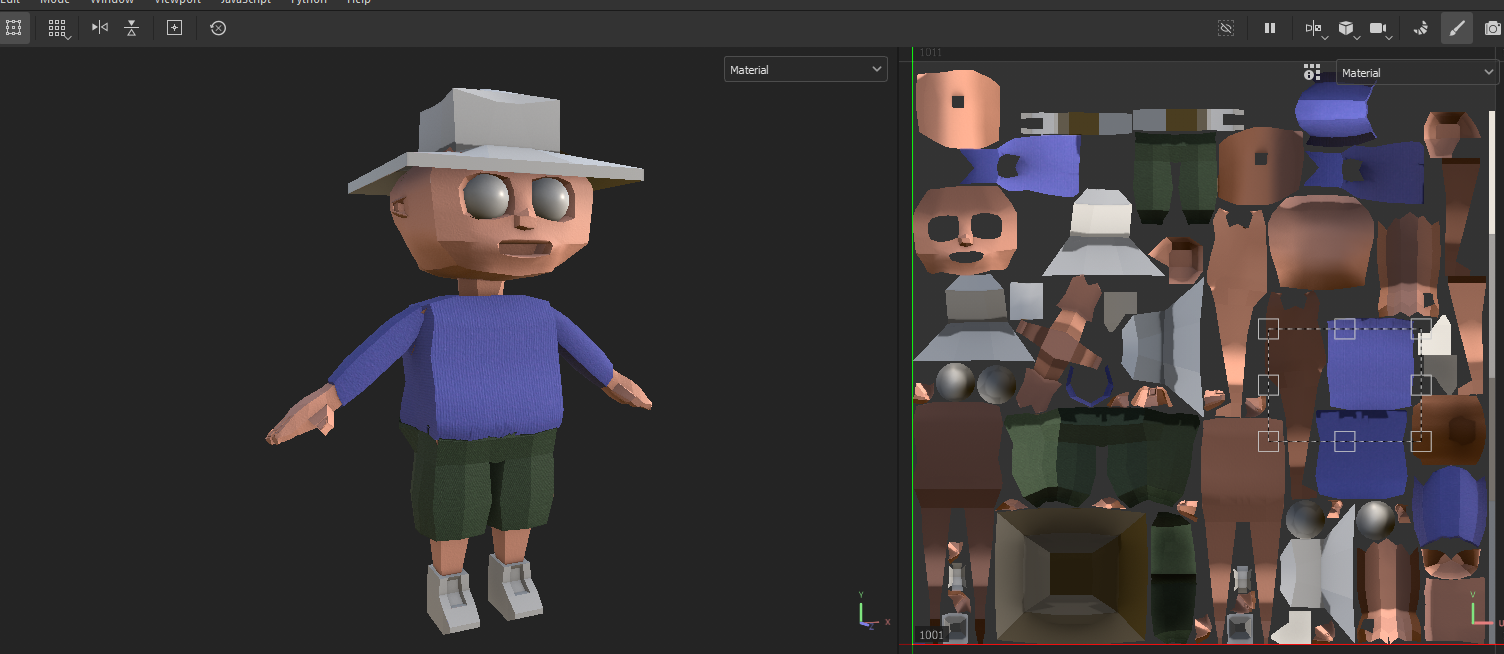 Edit Mode Window Viewport JavaScript Python Help
1011
Material
Material
Y
X
Z
1001
V
U